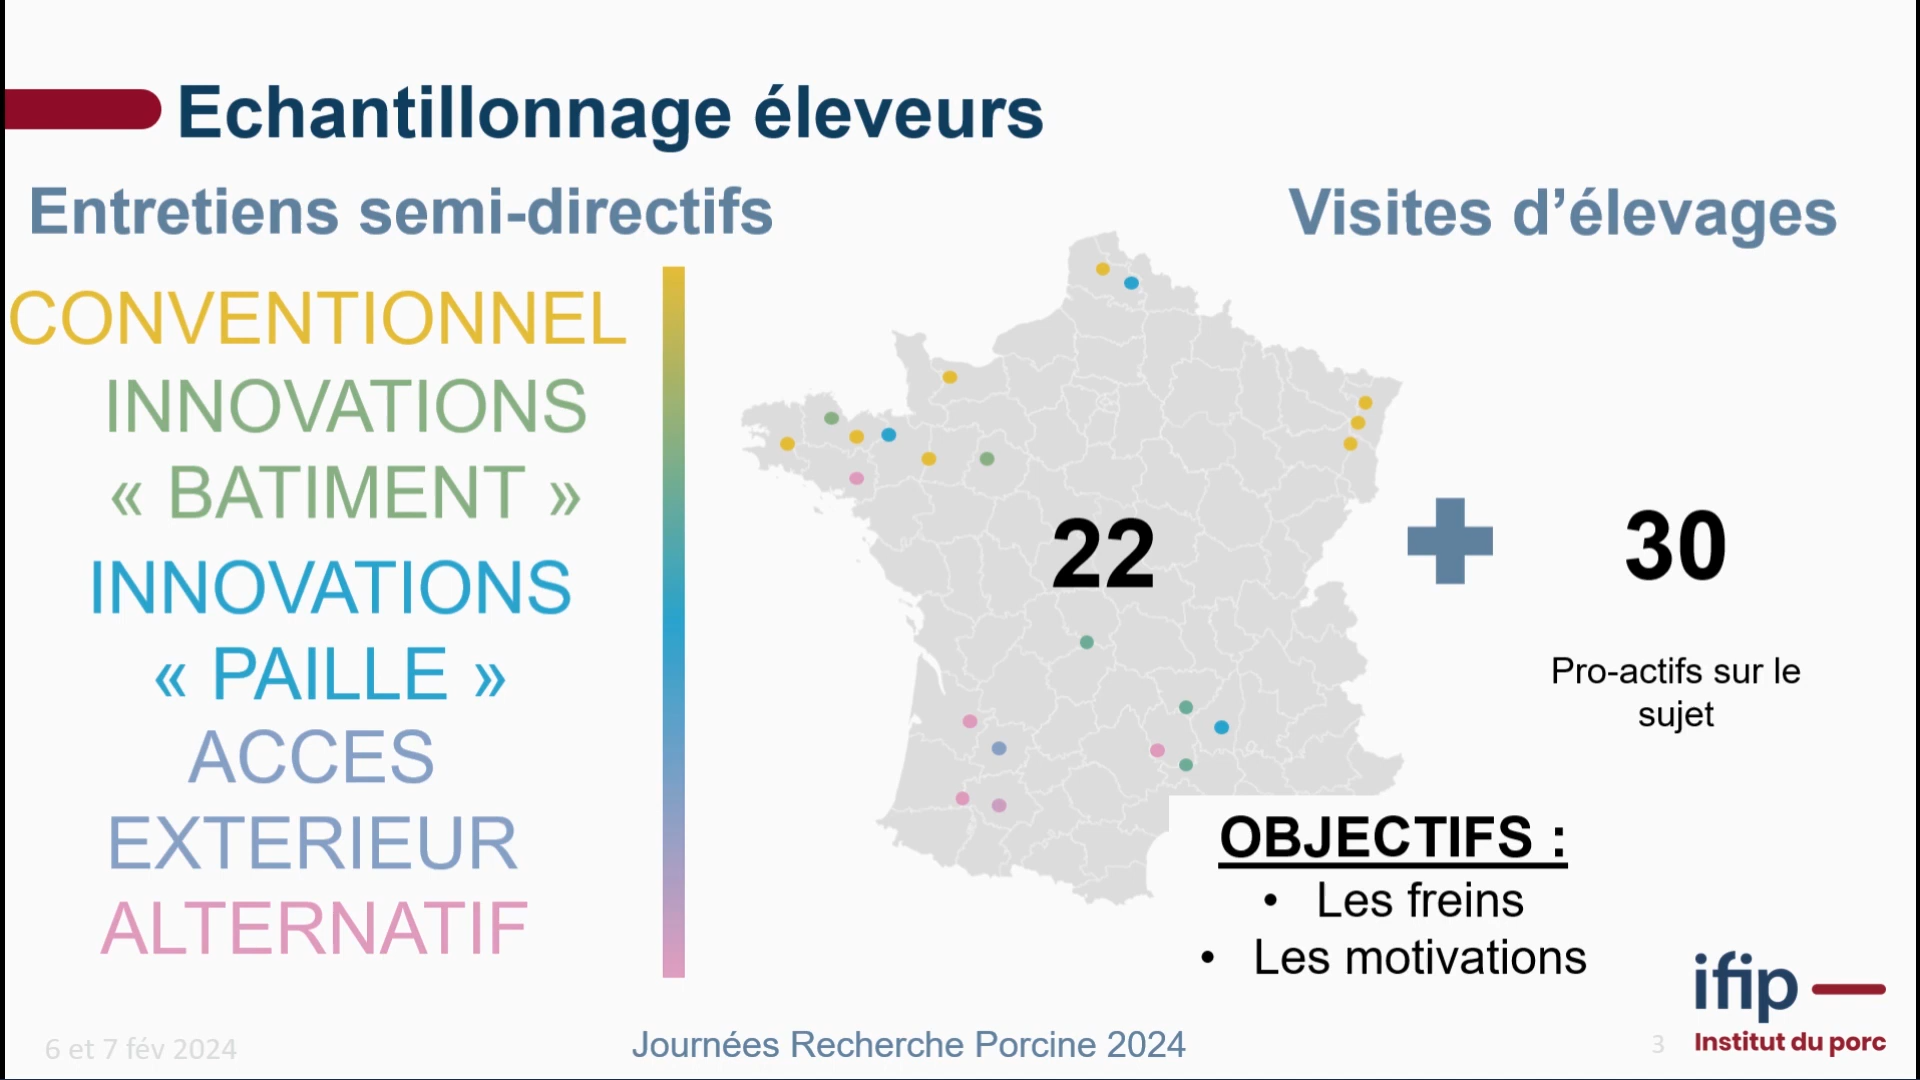 Echantillonnage éleveurs
Entretiens semi-directifs
Visites d’élevages
CONVENTIONNEL
INNOVATIONS
« BATIMENT »
INNOVATIONS
« PAILLE »
ACCES
EXTERIEUR
ALTERNATIF
22
30
Pro-actifs sur le
sujet
OBJECTIFS :
• Les freins
• Les motivations
6 et 7 fév 2024
Journées Recherche Porcine 2024
3
ifip
Institut du porc